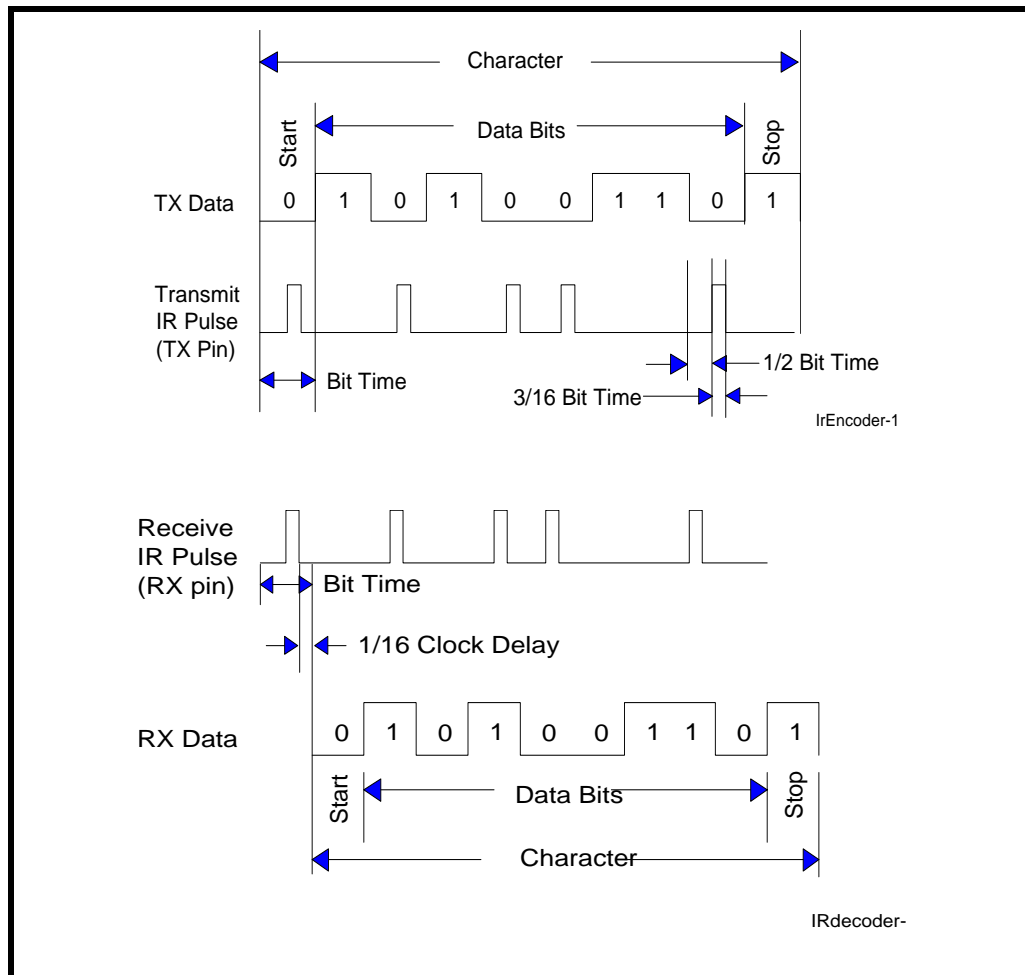 Character
Start
Data Bits
Stop
TX Data
0 1 0 1 0 0 1 1 0 1
Transmit
IR Pulse
(TX Pin)
Bit Time
1/2 Bit Time
3/16 Bit Time
IrEncoder-1
Receive
IR Pulse
(RX pin)
Bit Time
1/16 Clock Delay
RX Data
0 1 0 1 0 0 1 1 0 1
Start
Data Bits
Stop
Character
IRdecoder-